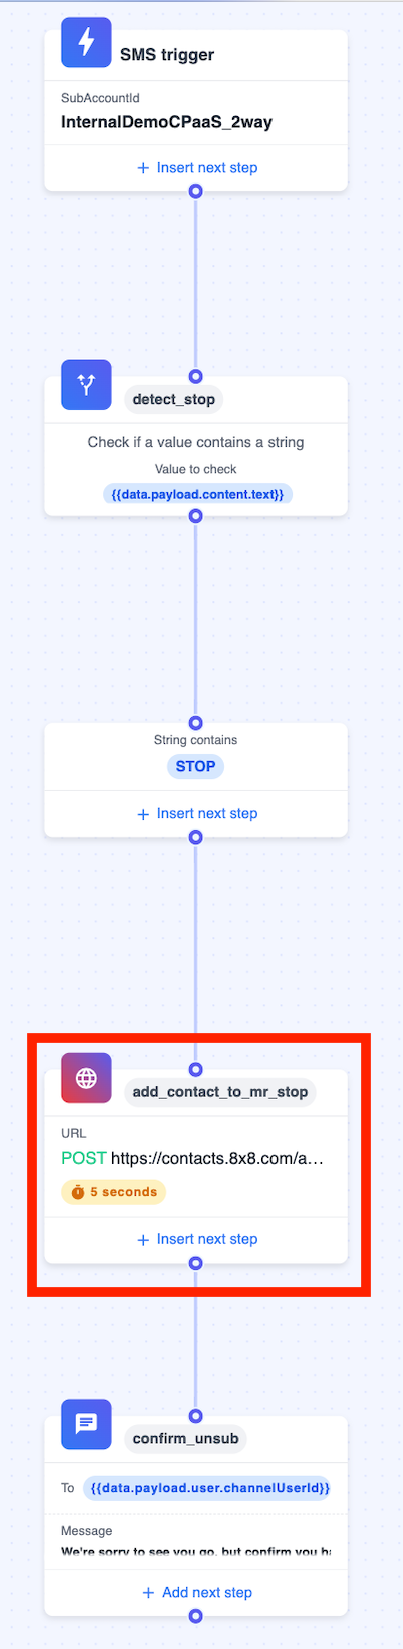 SMS trigger
SubAccountId
InternalDemoCPaaS_2way
+ Insert next step
detect_stop
Check if a value contains a string
Value to check
{{data.payload.content.text}}
String contains
STOP
+ Insert next step
add_contact_to_mr_stop
URL
POST https://contacts.8x8.com/a…
5 seconds
+ Insert next step
confirm_unsub
To {{data.payload.user.channelUserId}}
Message
We're sorry to see you go, but confirm you ha
+ Add next step